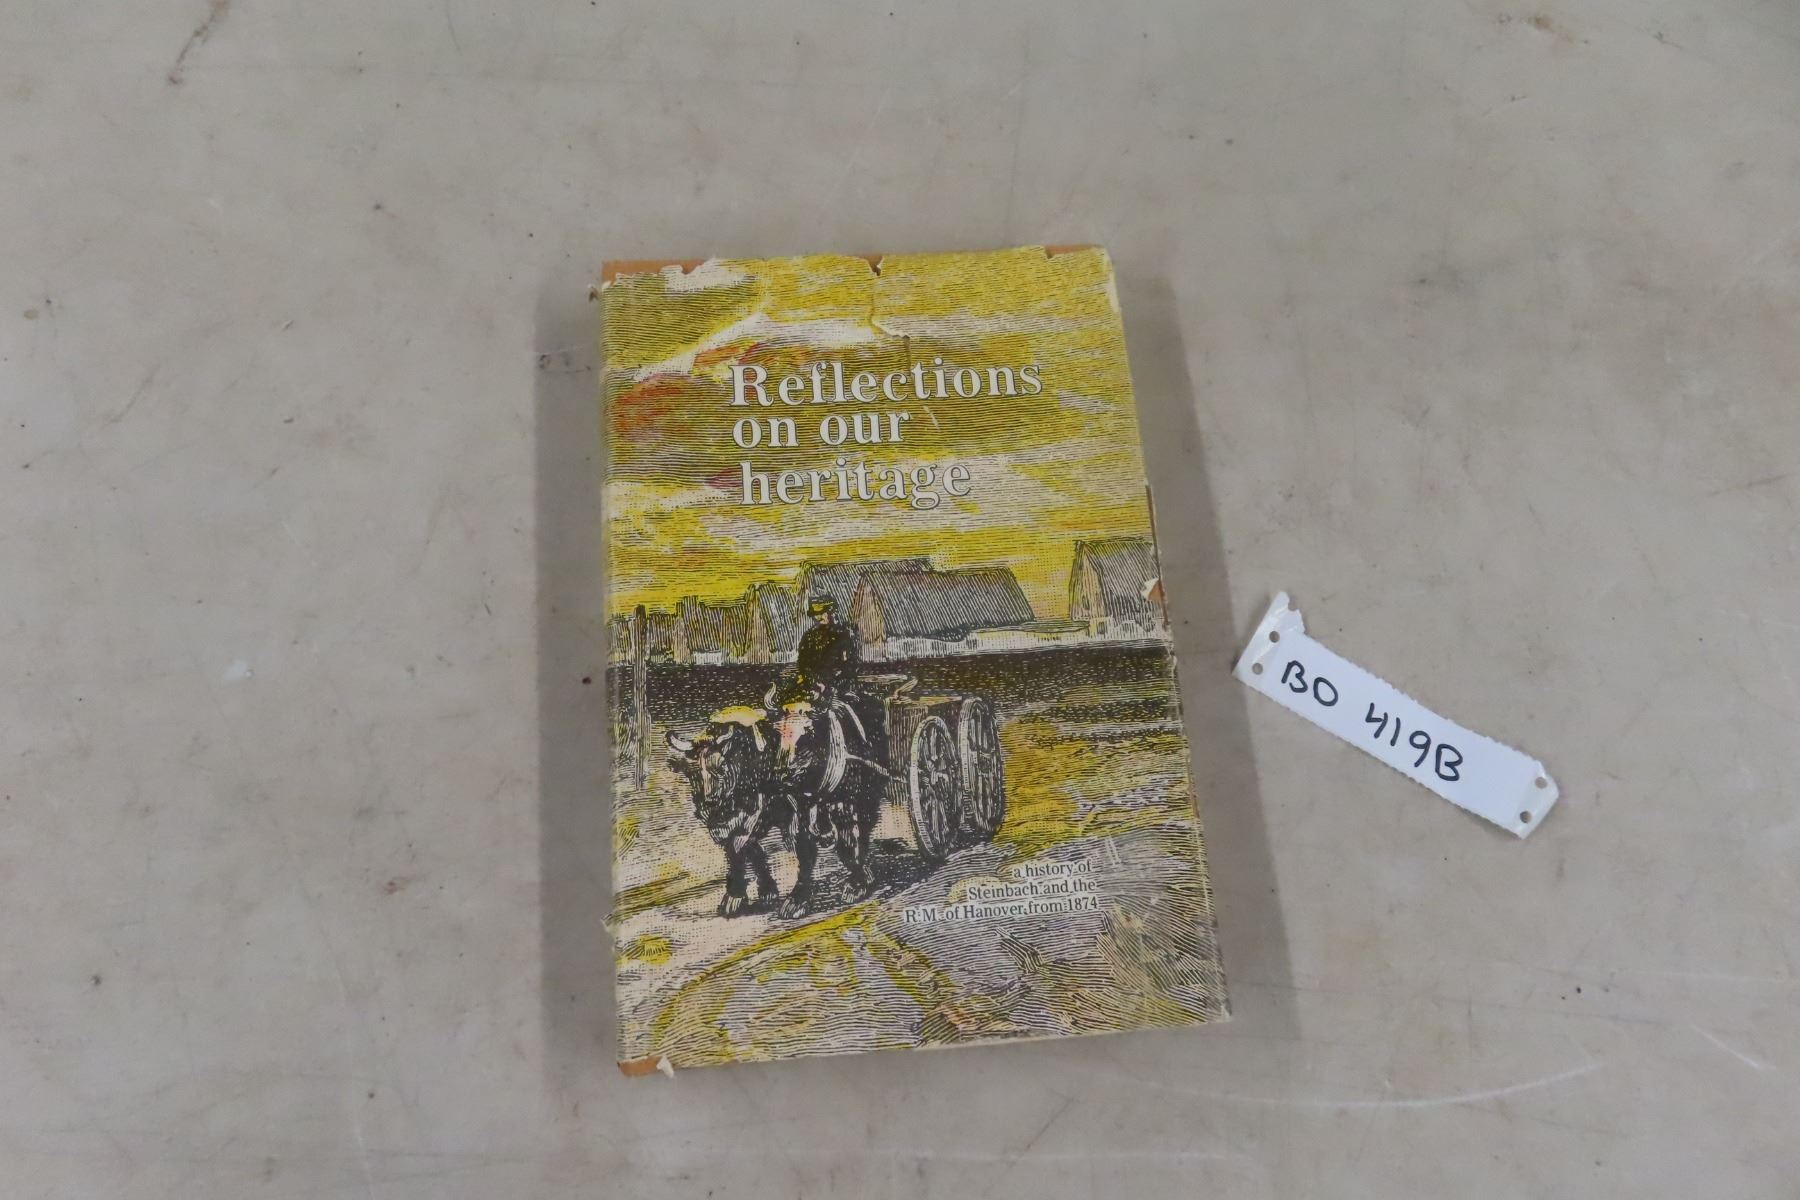 Reflections
on our
heritage
a history of
Steinbach and the
R.M. of Hanover from 1874
BO 419B